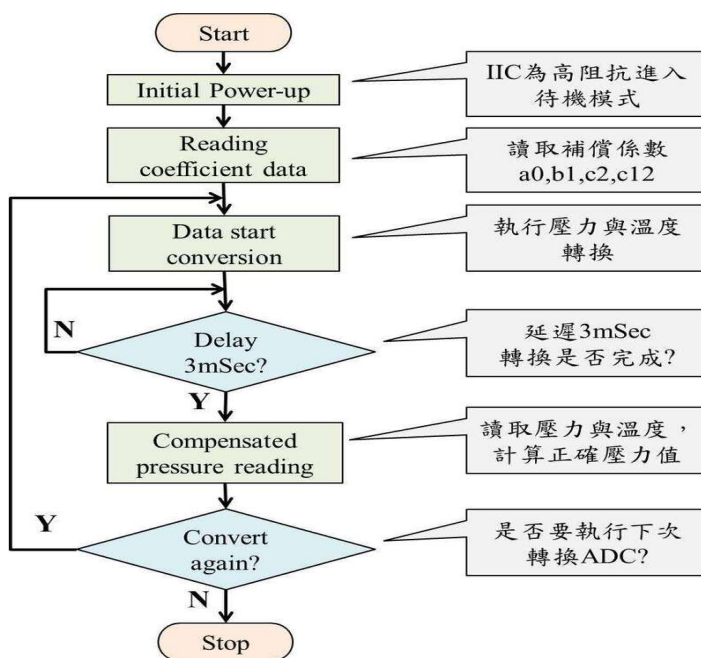 Start
Initial Power-up
IIC為高阻抗進入
待機模式
Reading
coefficient data
讀取補償係數
a0,b1,c2,c12
Data start
conversion
執行壓力與溫度
轉換
N
Delay
3mSec?
延遲3mSec
轉換是否完成?
Y
Compensated
pressure reading
讀取壓力與溫度，
計算正確壓力值
Y
Convert
again?
是否要執行下次
轉換ADC?
N
Stop